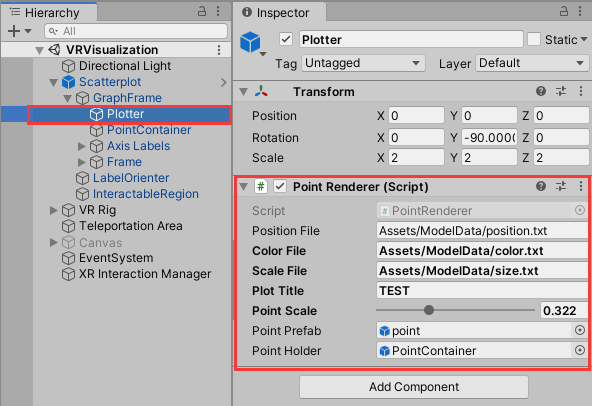 Hierarchy
All
VRVisualization
Directional Light
Scatterplot
GraphFrame
Plotter
PointContainer
Axis Labels
Frame
LabelOrienter
InteractableRegion
VR Rig
Teleportation Area
Canvas
EventSystem
XR Interaction Manager
Inspector
Plotter Static
Tag Untagged Layer Default
Transform
Position X 0 Y 0 Z 0
Rotation X 0 Y -90.0000 Z 0
Scale X 2 Y 2 Z 2
# Point Renderer (Script)
Script # PointRenderer
Position File Assets/ModelData/position.txt
Color File Assets/ModelData/color.txt
Scale File Assets/ModelData/size.txt
Plot Title TEST
Point Scale 0.322
Point Prefab point
Point Holder PointContainer
Add Component